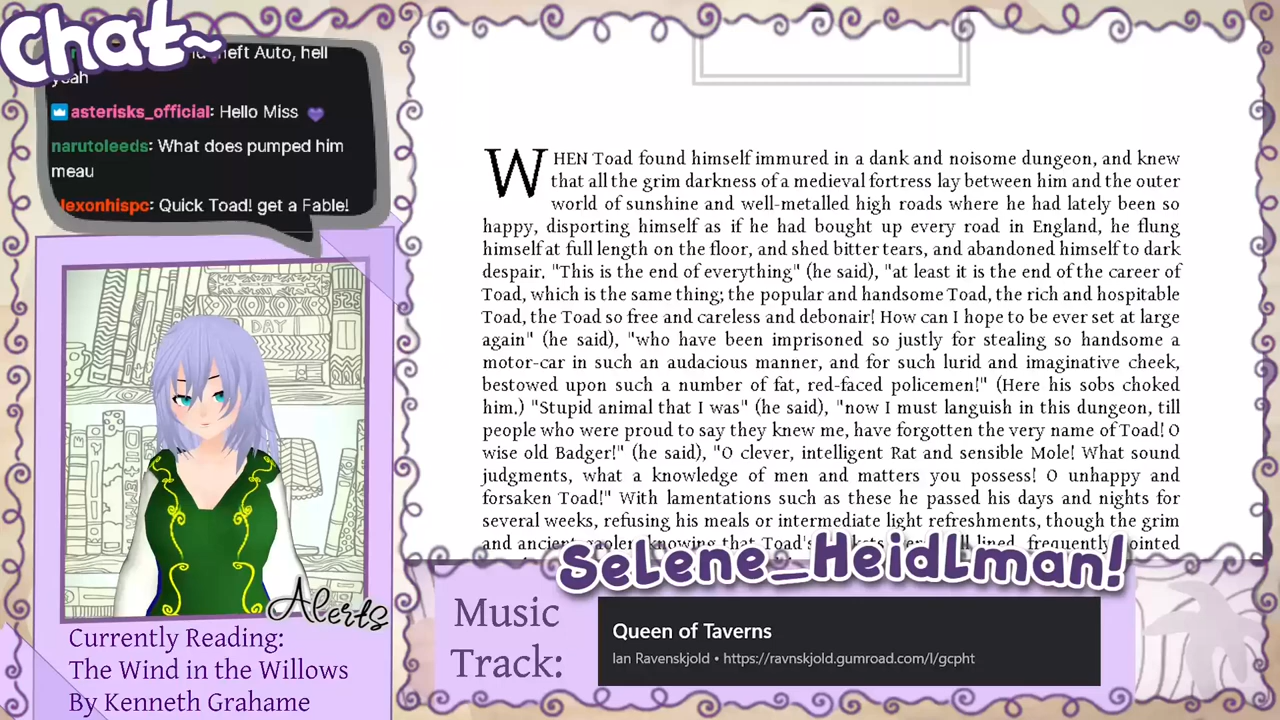 Chat~
heft Auto, hell
yeah
asterisks_official: Hello Miss
narutoleeds: What does pumped him
meau
lexonhispc: Quick Toad! get a Fable!
DAY
Alerts
Currently Reading:
The Wind in the Willows
By Kenneth Grahame
WHEN Toad found himself immured in a dank and noisome dungeon, and knew
that all the grim darkness of a medieval fortress lay between him and the outer
world of sunshine and well-metalled high roads where he had lately been so
happy, disporting himself as if he had bought up every road in England, he flung
himself at full length on the floor, and shed bitter tears, and abandoned himself to dark
despair. "This is the end of everything" (he said), "at least it is the end of the career of
Toad, which is the same thing; the popular and handsome Toad, the rich and hospitable
Toad, the Toad so free and careless and debonair! How can I hope to be ever set at large
again" (he said), "who have been imprisoned so justly for stealing so handsome a
motor-car in such an audacious manner, and for such lurid and imaginative cheek,
bestowed upon such a number of fat, red-faced policemen!" (Here his sobs choked
him.) "Stupid animal that I was" (he said), "now I must languish in this dungeon, till
people who were proud to say they knew me, have forgotten the very name of Toad! O
wise old Badger!" (he said), "O clever, intelligent Rat and sensible Mole! What sound
judgments, what a knowledge of men and matters you possess! O unhappy and
forsaken Toad!" With lamentations such as these he passed his days and nights for
several weeks, refusing his meals or intermediate light refreshments, though the grim
and ancient gaoler, knowing that Toad's lined, frequently pointed
Selene_Heidlman!
Music
Track:
Queen of Taverns
Ian Ravenskjold • https://ravnskjold.gumroad.com/l/gcpht